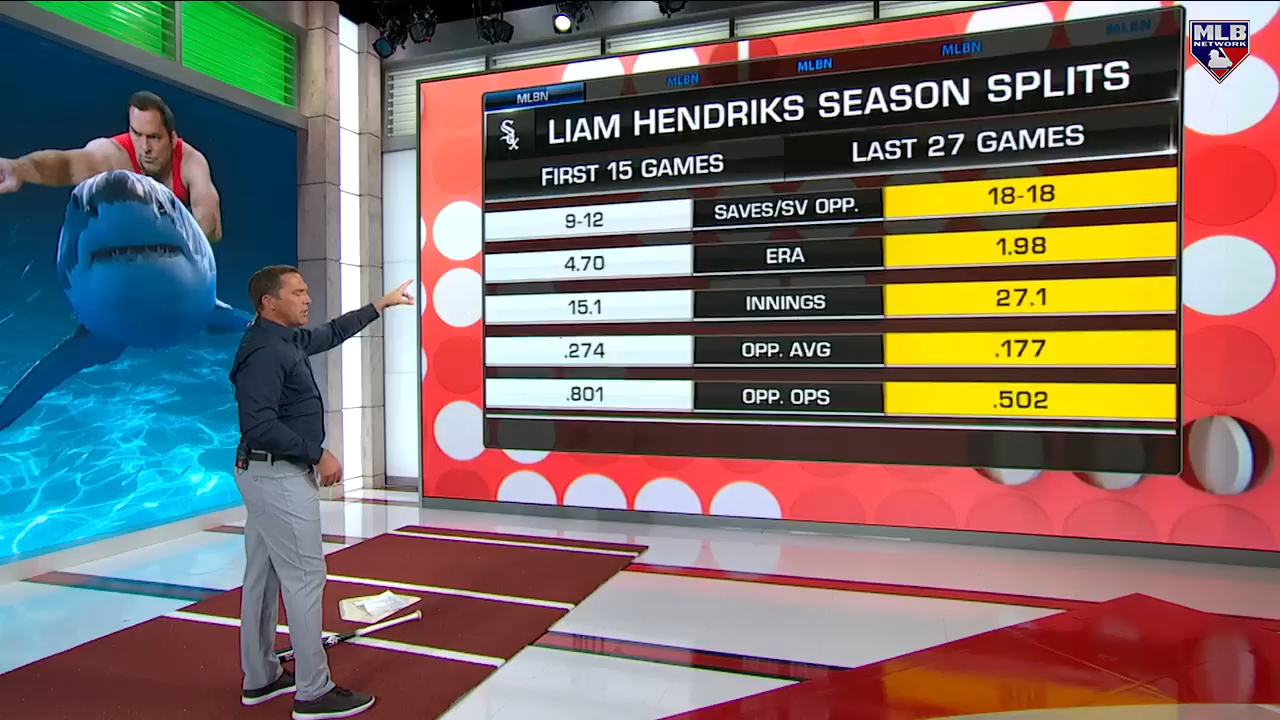 MLBN
MLBN
MLBN
MLBN
MLBN
MLB
NETWORK
Sox
LIAM HENDRIKS SEASON SPLITS
FIRST 15 GAMES
LAST 27 GAMES
9-12 SAVES/SV OPP. 18-18
4.70 ERA 1.98
15.1 INNINGS 27.1
.274 OPP. AVG .177
.801 OPP. OPS .502